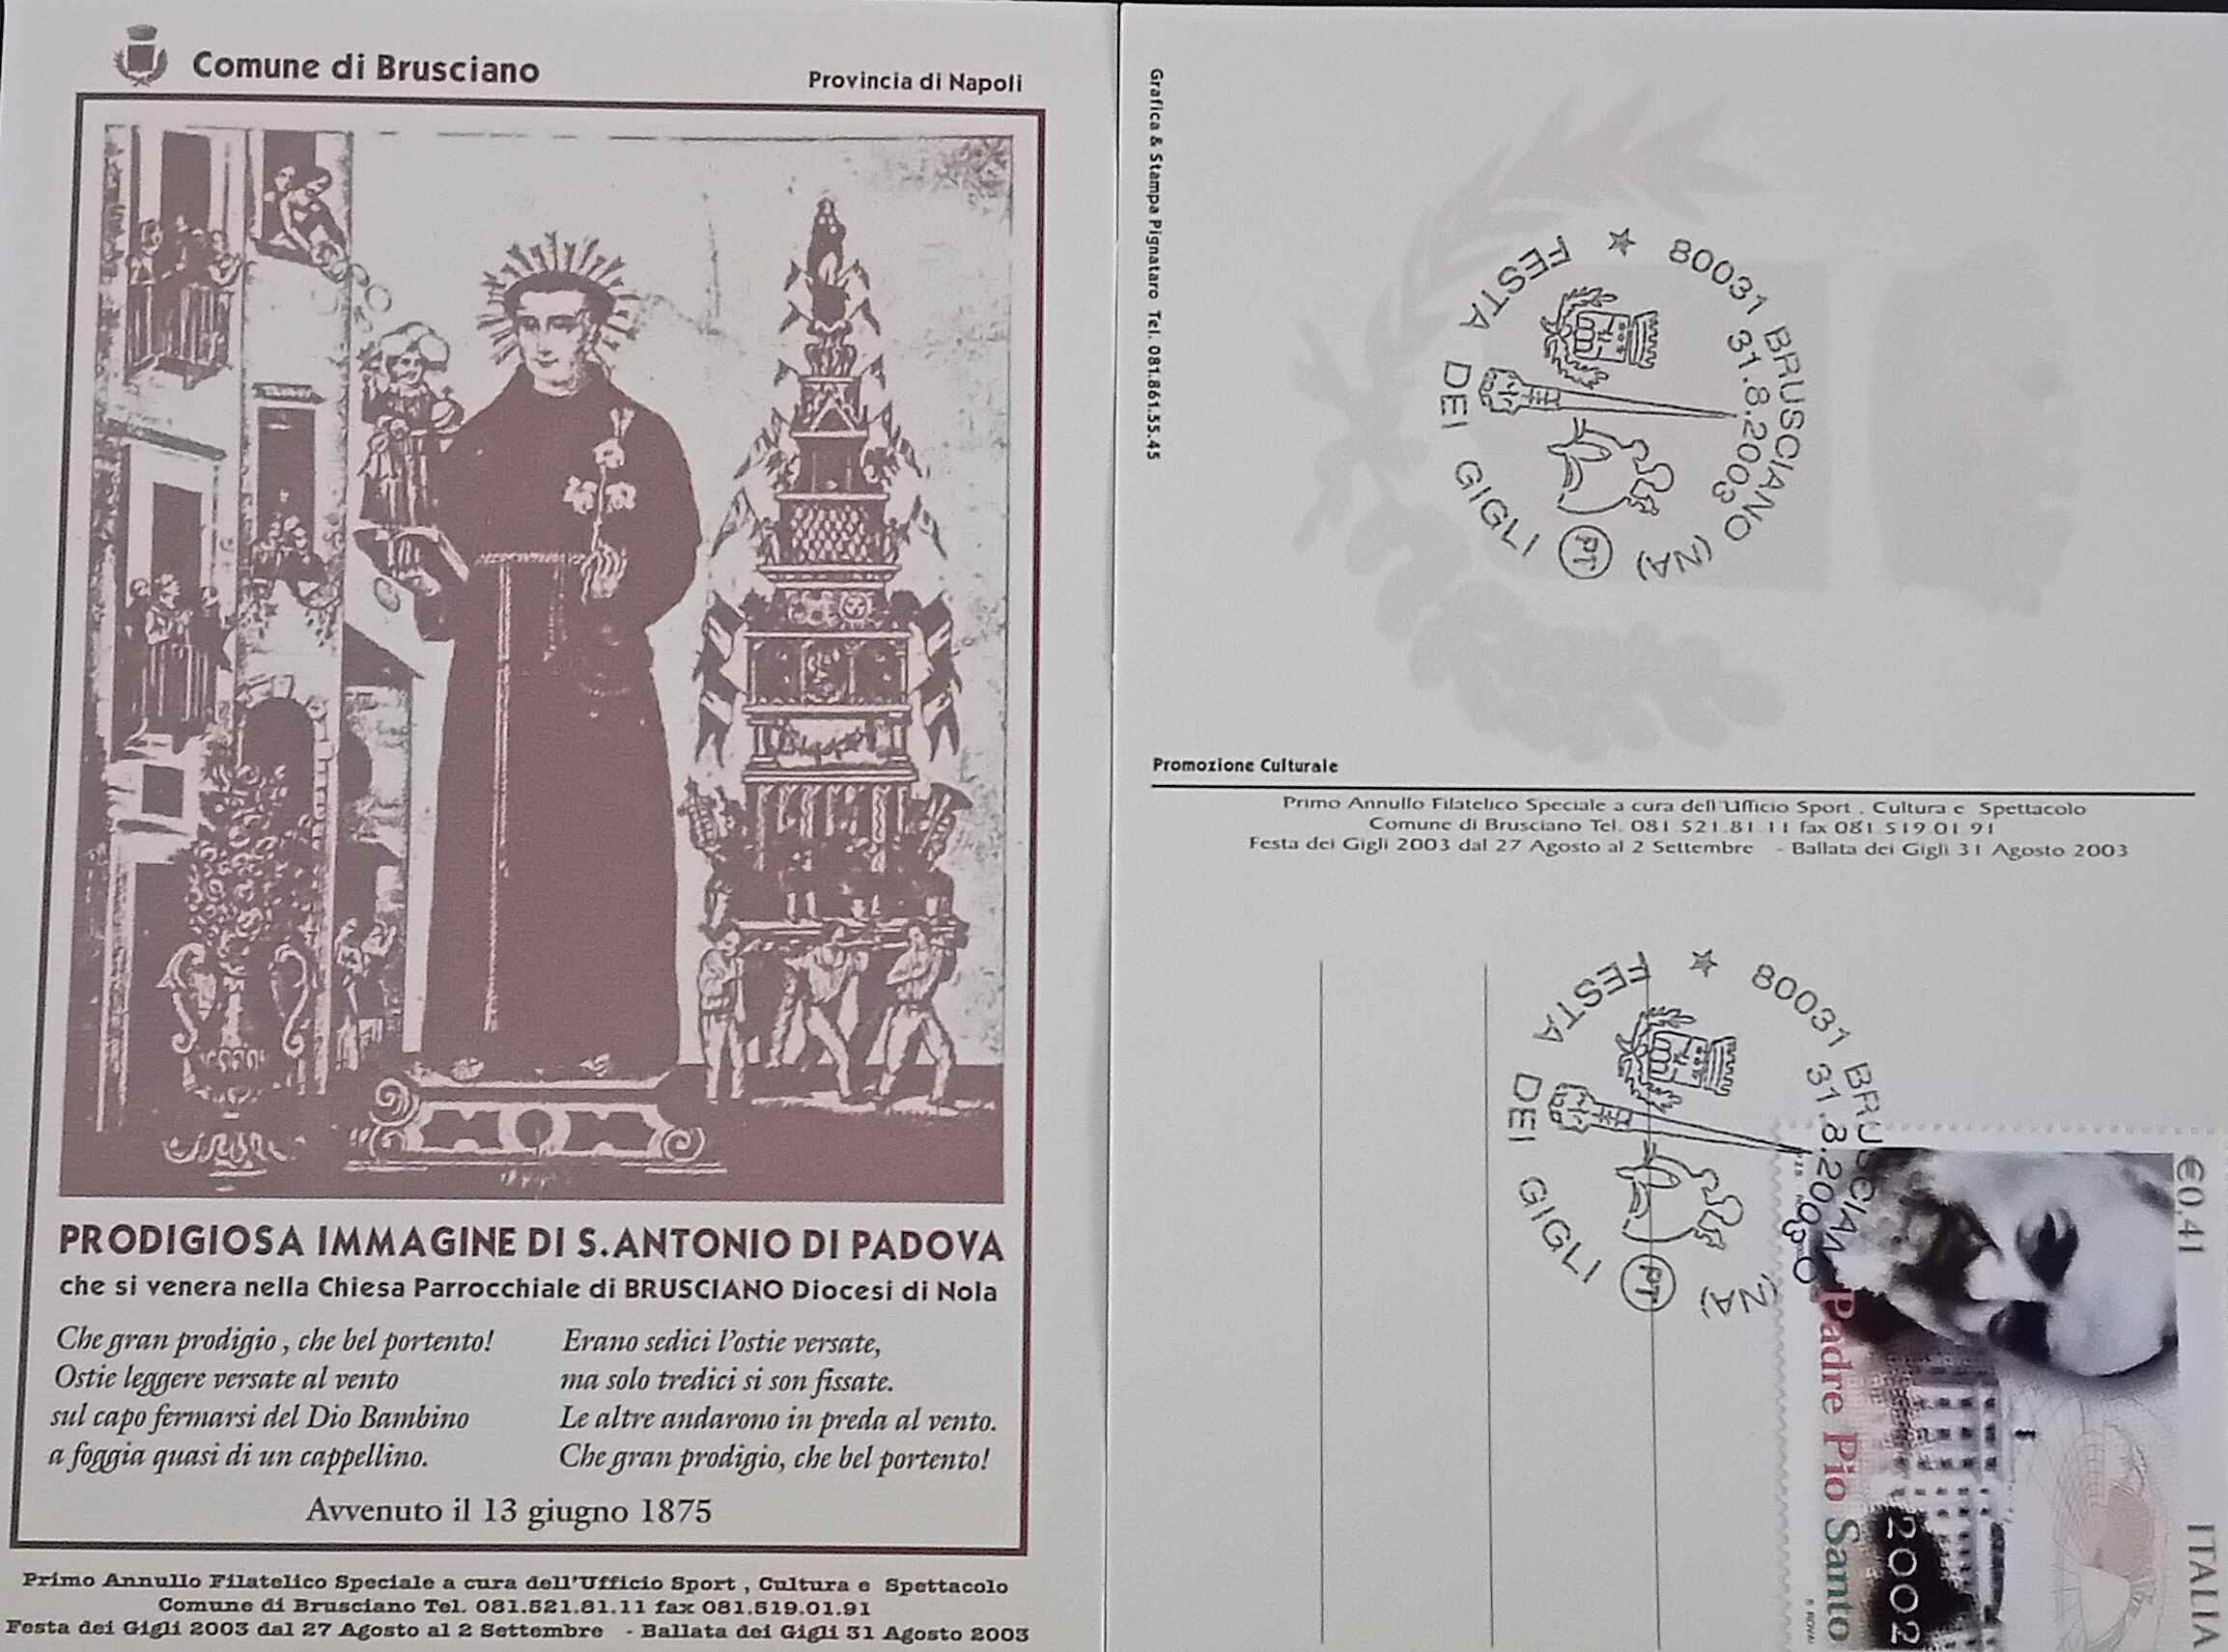 Comune di Brusciano
Provincia di Napoli
PRODIGIOSA IMMAGINE DI S.ANTONIO DI PADOVA
che si venera nella Chiesa Parrocchiale di BRUSCIANO Diocesi di Nola
Che gran prodigio , che bel portento!
Ostie leggere versate al vento
sul capo fermarsi del Dio Bambino
a foggia quasi di un cappellino.
Erano sedici l'ostie versate,
ma solo tredici si son fissate.
Le altre andarono in preda al vento.
Che gran prodigio, che bel portento!
Avvenuto il 13 giugno 1875
Primo Annullo Filatelico Speciale a cura dell'Ufficio Sport , Cultura e Spettacolo
Comune di Brusciano Tel. 081.521.81.11 fax 081.519.01.91
Festa dei Gigli 2003 dal 27 Agosto al 2 Settembre - Ballata dei Gigli 31 Agosto 2003
Grafica & Stampa Pignataro Tel. 081.861.55.45
80031 BRUSCIANO (NA)
31.8.2003
FESTA DEI GIGLI
PT
Promozione Culturale
Primo Annullo Filatelico Speciale a cura dell'Ufficio Sport , Cultura e Spettacolo
Comune di Brusciano Tel. 081.521.81.11 fax 081.519.01.91
Festa dei Gigli 2003 dal 27 Agosto al 2 Settembre - Ballata dei Gigli 31 Agosto 2003
80031 BRUSCIANO (NA)
31.8.2003
FESTA DEI GIGLI
PT
€0,41
ITALIA
Padre Pio Santo
2002